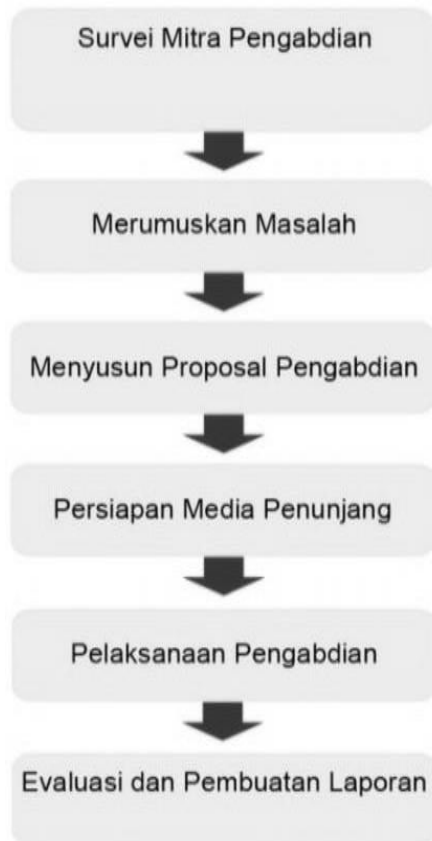 Survei Mitra Pengabdian
Merumuskan Masalah
Menyusun Proposal Pengabdian
Persiapan Media Penunjang
Pelaksanaan Pengabdian
Evaluasi dan Pembuatan Laporan